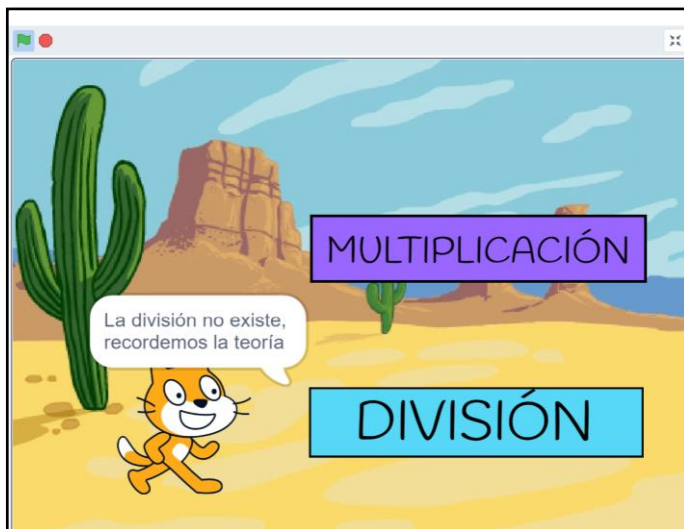 MULTIPLICACIÓN
La división no existe,
recordemos la teoría
DIVISIÓN